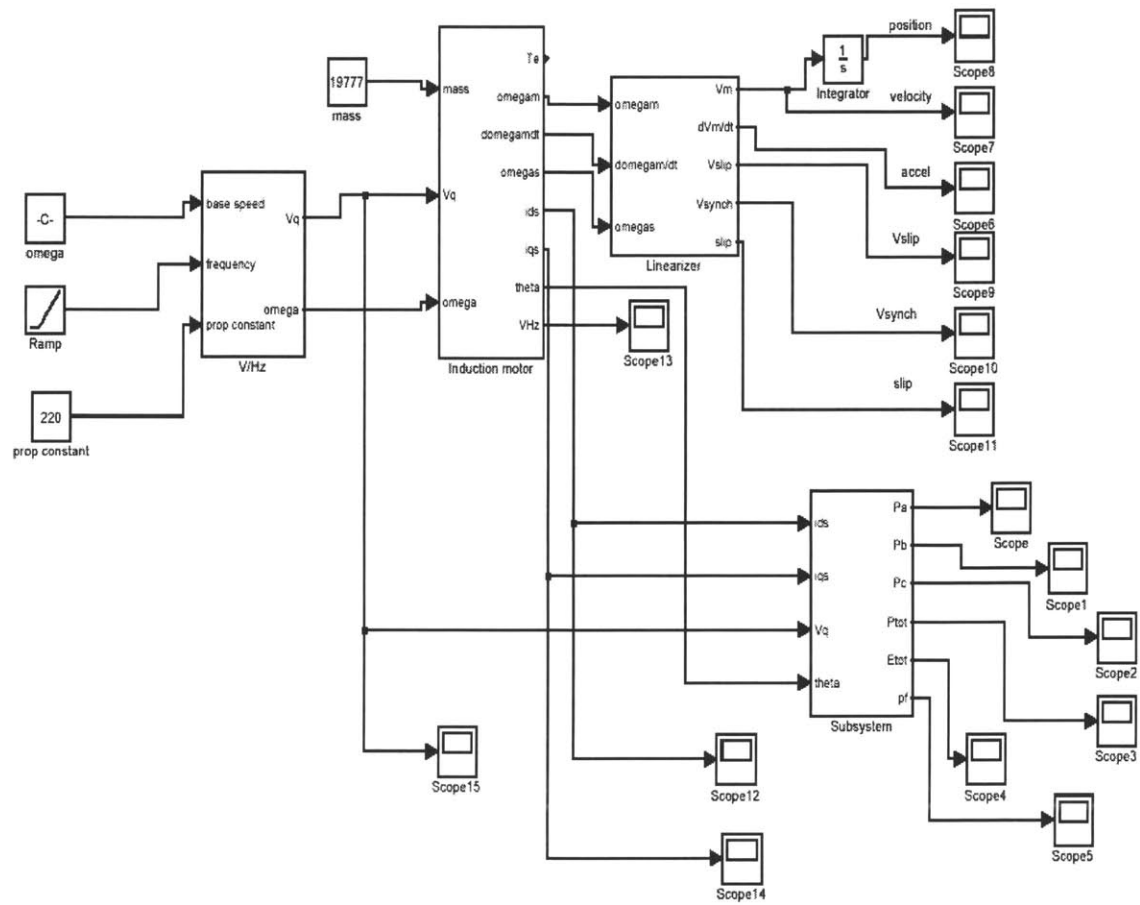 position
Scope8
1
s
Integrator
velocity
Scope7
accel
Scope6
Vslip
Scope9
Vsynch
Scope10
slip
Scope11
19777
mass
mass
Vq
omega
Te
omegam
domegamdt
omegas
ids
iqs
theta
VHz
Induction motor
omegam
domegam/dt
omegas
Vm
dVm/dt
Vslip
Vsynch
slip
Linearizer
Scope13
-C-
omega
Ramp
220
prop constant
base speed
frequency
prop constant
Vq
omega
V/Hz
ids
iqs
Vq
theta
Pa
Pb
Pc
Ptot
Etot
pf
Subsystem
Scope
Scope1
Scope2
Scope3
Scope4
Scope5
Scope15
Scope12
Scope14